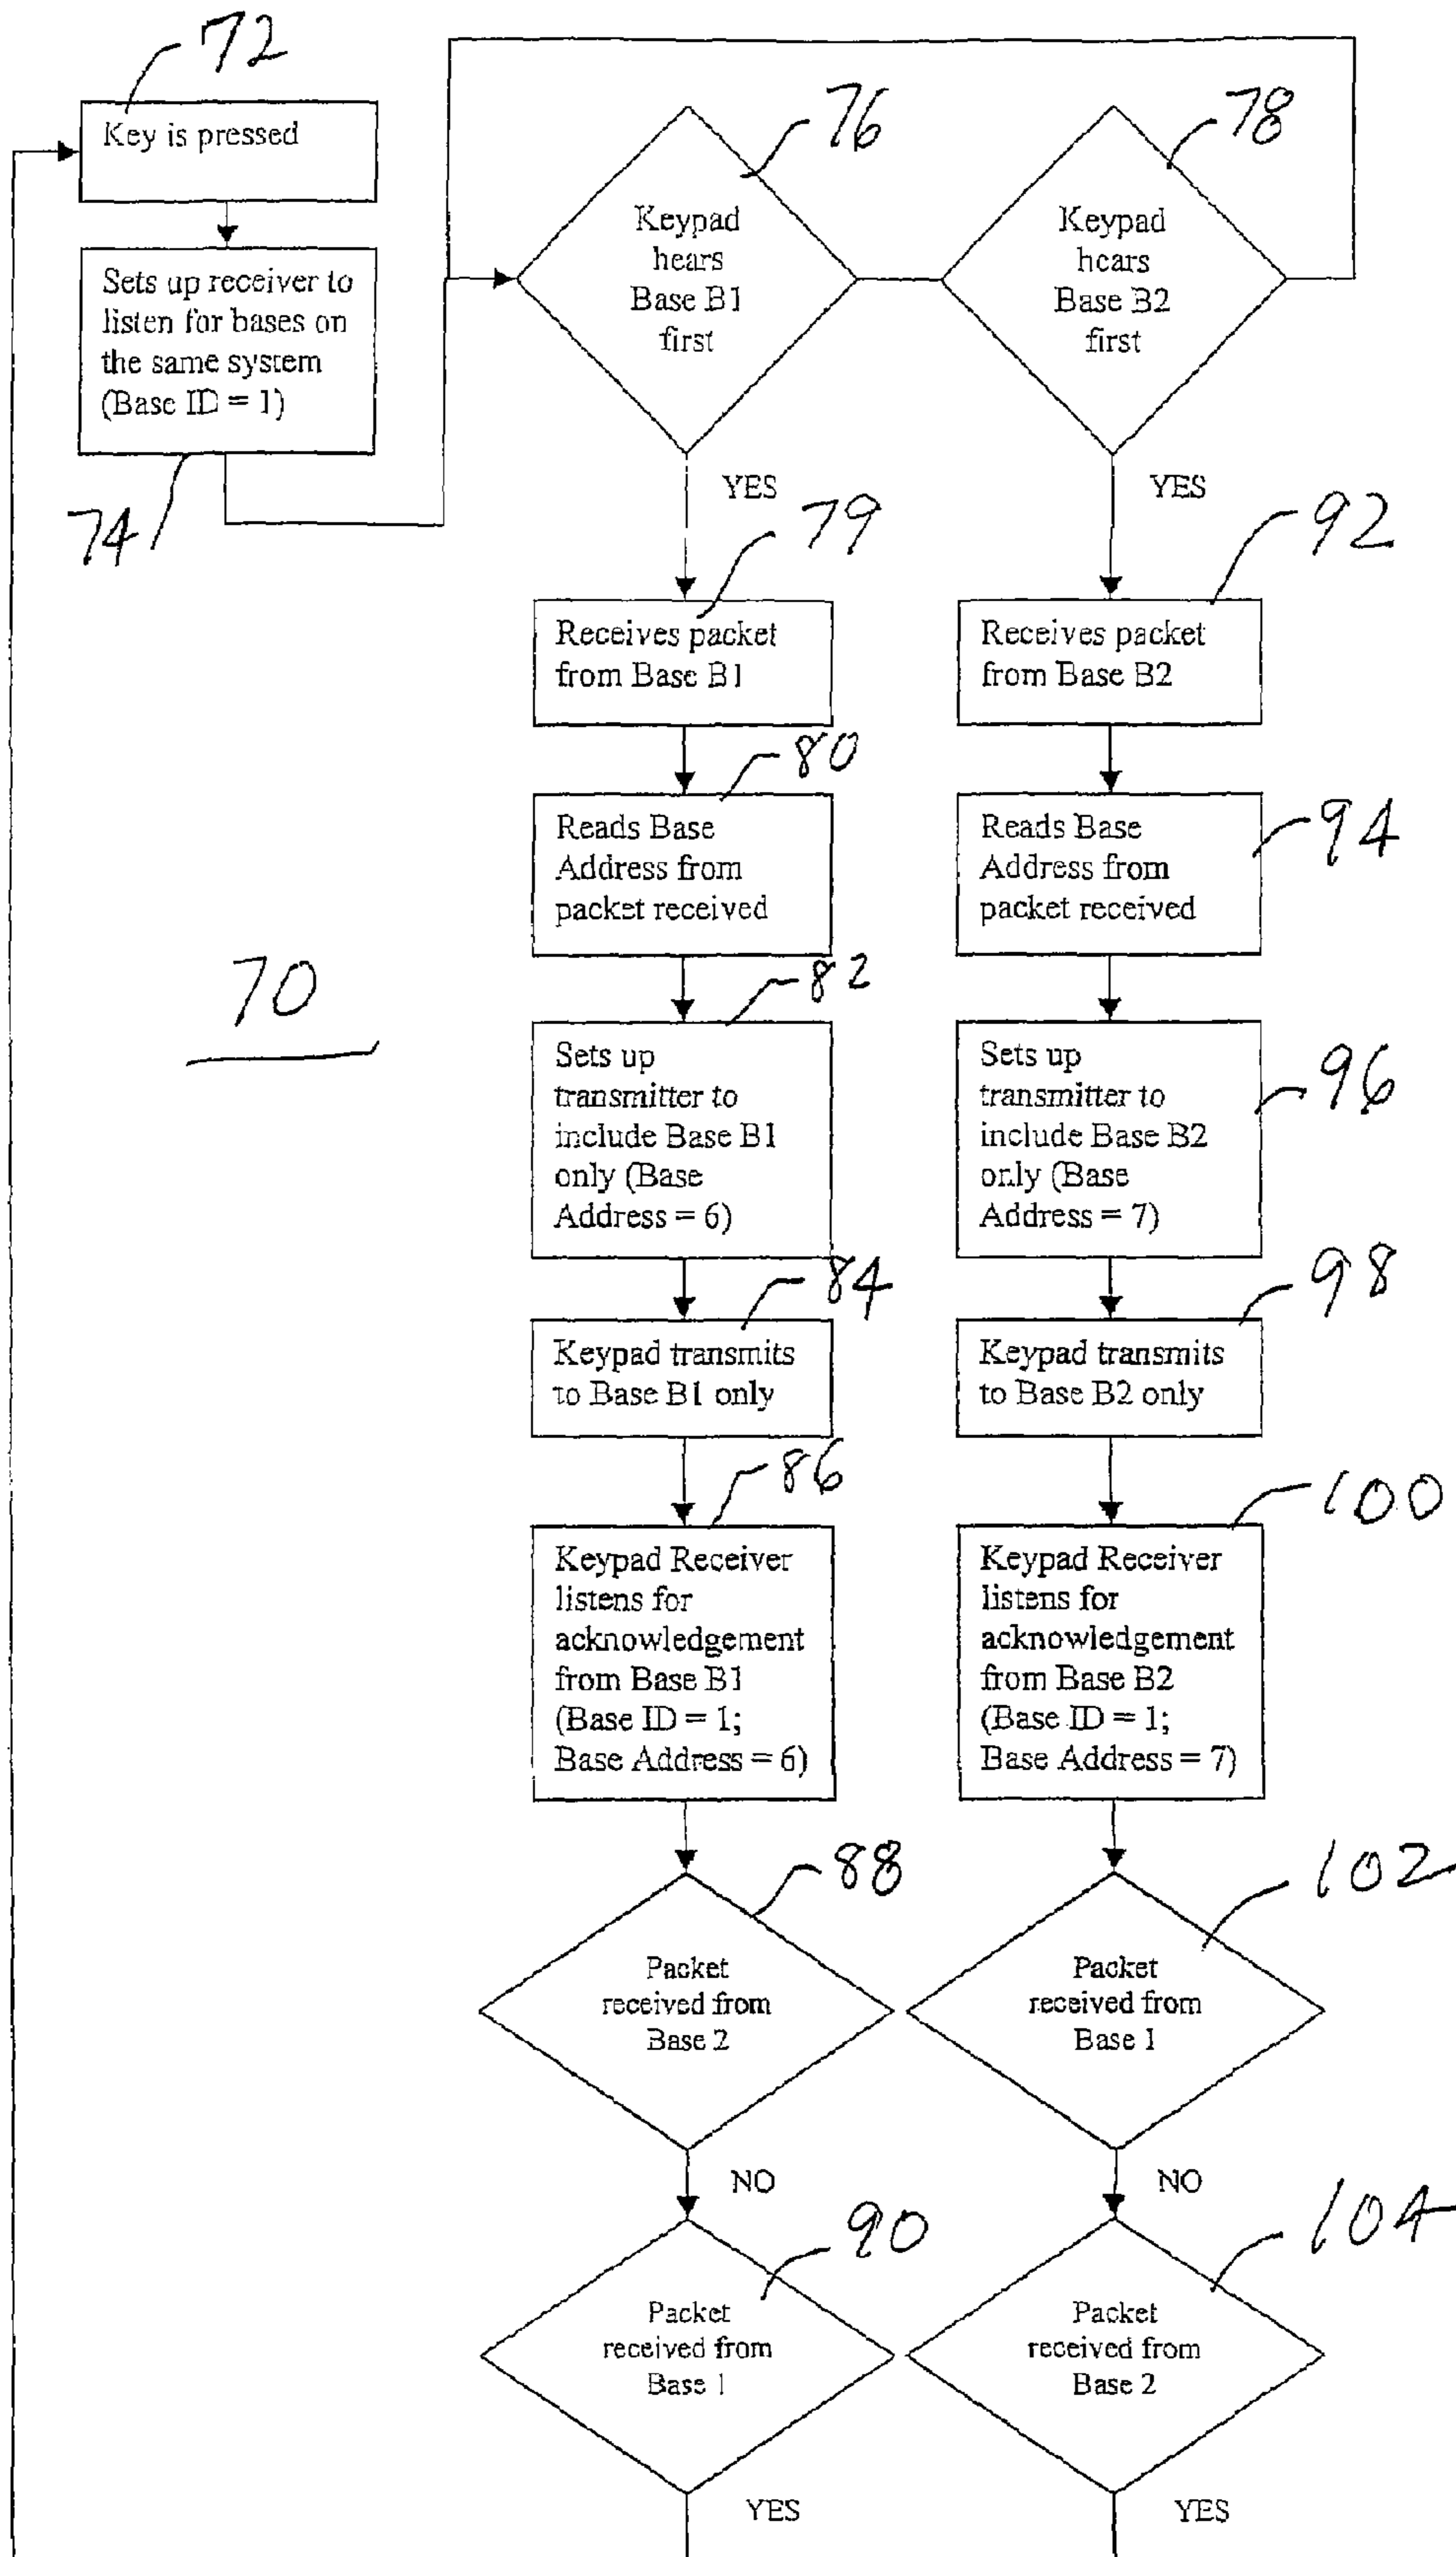 72
Key is pressed
Sets up receiver to
listen for bases on
the same system
(Base ID = 1)
74
76
Keypad
hears
Base B1
first
YES
78
Keypad
hears
Base B2
first
YES
79
Receives packet
from Base B1
80
Reads Base
Address from
packet received
82
Sets up
transmitter to
include Base B1
only (Base
Address = 6)
84
Keypad transmits
to Base B1 only
86
Keypad Receiver
listens for
acknowledgement
from Base B1
(Base ID = 1;
Base Address = 6)
88
Packet
received from
Base 2
NO
90
Packet
received from
Base 1
YES
92
Receives packet
from Base B2
94
Reads Base
Address from
packet received
96
Sets up
transmitter to
include Base B2
only (Base
Address = 7)
98
Keypad transmits
to Base B2 only
100
Keypad Receiver
listens for
acknowledgement
from Base B2
(Base ID = 1;
Base Address = 7)
102
Packet
received from
Base 1
NO
104
Packet
received from
Base 2
YES
70